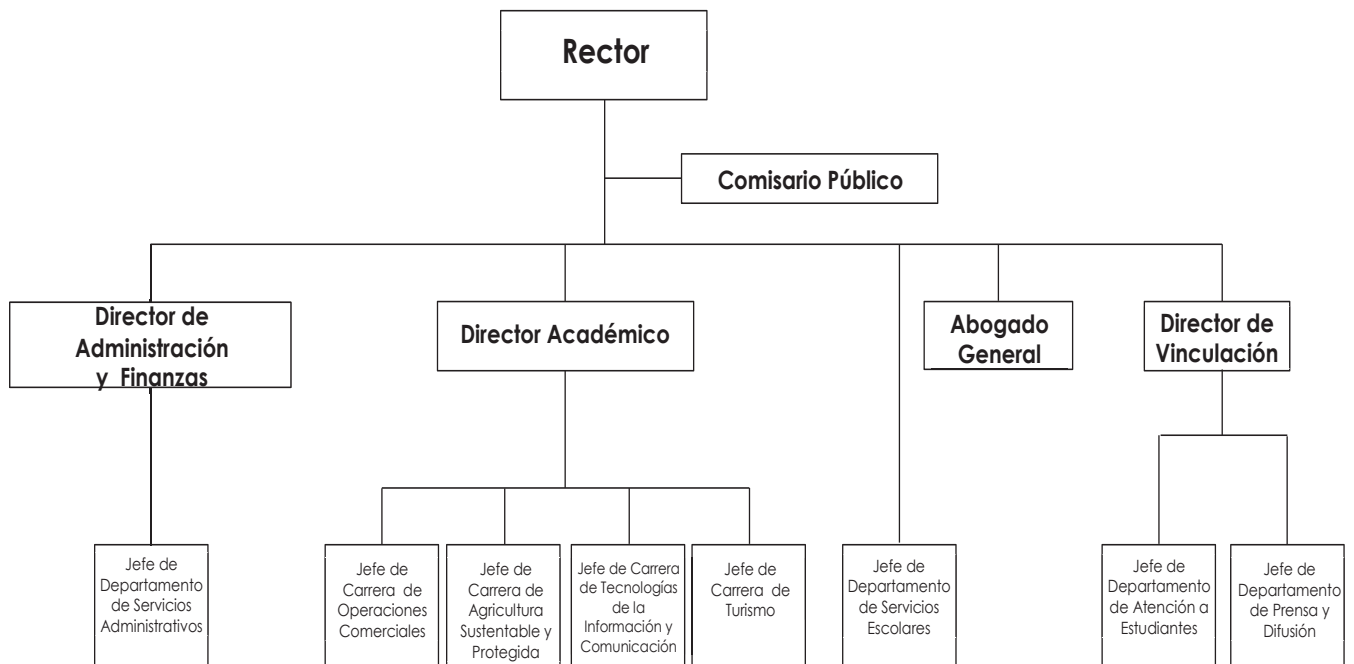 Rector
Comisario Público
Director de
Administración
y Finanzas
Director Académico
Abogado
General
Director de
Vinculación
Jefe de
Departamento
de Servicios
Administrativos
Jefe de
Carrera de
Operaciones
Comerciales
Jefe de
Carrera de
Agricultura
Sustentable y
Protegida
Jefe de Carrera
de Tecnologías
de la
Información y
Comunicación
Jefe de
Carrera de
Turismo
Jefe de
Departamento
de Servicios
Escolares
Jefe de
Departamento
de Atención a
Estudiantes
Jefe de
Departamento
de Prensa y
Difusión